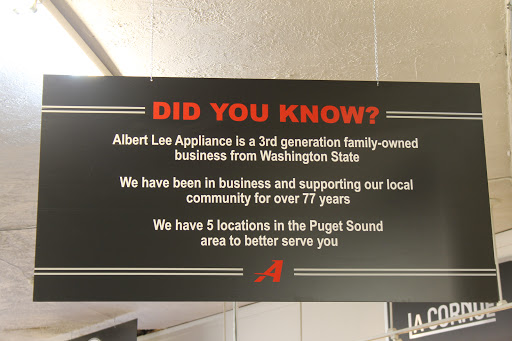 DID YOU KNOW?
Albert Lee Appliance is a 3rd generation family-owned
business from Washington State
We have been in business and supporting our local
community for over 77 years
We have 5 locations in the Puget Sound
area to better serve you
A
LA CORNUE